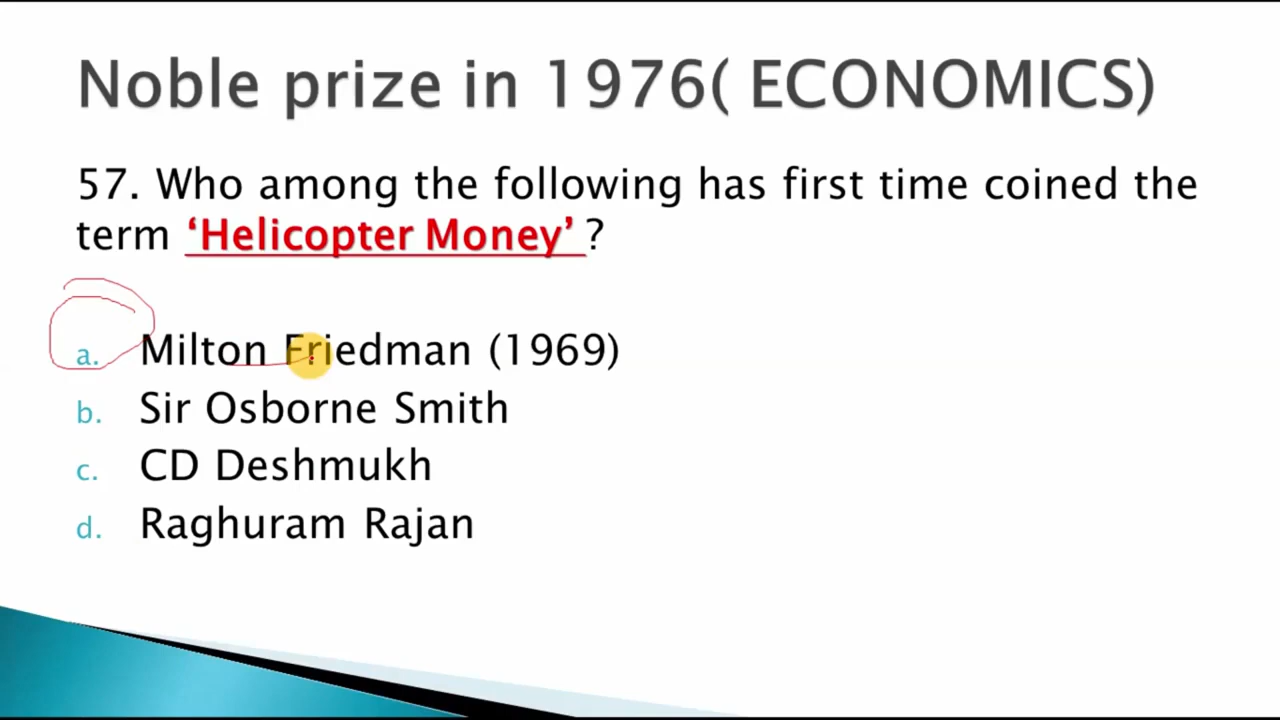 Noble prize in 1976( ECONOMICS)
57. Who among the following has first time coined the
term ‘Helicopter Money’ ?
a. Milton Friedman (1969)
b. Sir Osborne Smith
c. CD Deshmukh
d. Raghuram Rajan